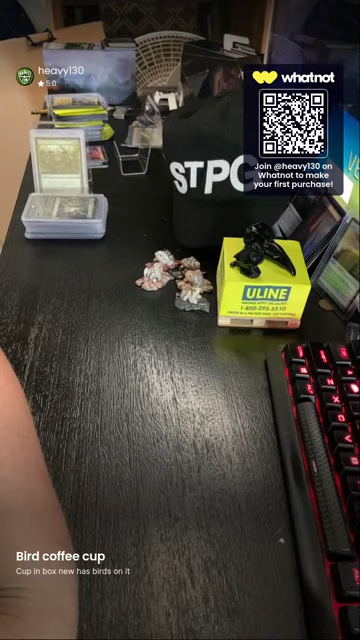 heavy130
★ 5.0
whatnot
Join @heavy130 on
Whatnot to make
your first purchase!
STPG
ULINE
1-800-295-5510
Bird coffee cup
Cup in box new has birds on it